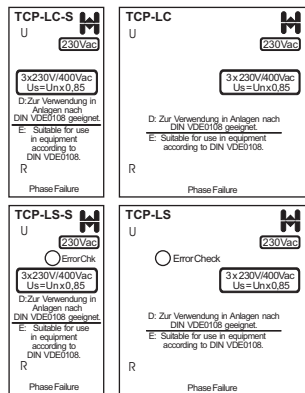 TCP-LC-S
U
230Vac
3x230V/400Vac
Us=Unx0,85
D:Zur Verwendung in
Anlagen nach
DIN VDE0108 geeignet.
E: Suitable for use
in equipment
according to
DIN VDE0108.
R
Phase Failure
TCP-LC
U
230Vac
3x230V/400Vac
Us=Unx0,85
D: Zur Verwendung in Anlagen nach
DIN VDE0108 geeignet.
E: Suitable for use in equipment
according to DIN VDE0108.
R
Phase Failure
TCP-LS-S
U
230Vac
ErrorChk
3x230V/400Vac
Us=Unx0,85
D:Zur Verwendung in
Anlagen nach
DIN VDE0108 geeignet.
E: Suitable for use
in equipment
according to
DIN VDE0108.
R
Phase Failure
TCP-LS
U
230Vac
ErrorCheck
3x230V/400Vac
Us=Unx0,85
D: Zur Verwendung in Anlagen nach
DIN VDE0108 geeignet.
E: Suitable for use in equipment
according to DIN VDE0108.
R
Phase Failure